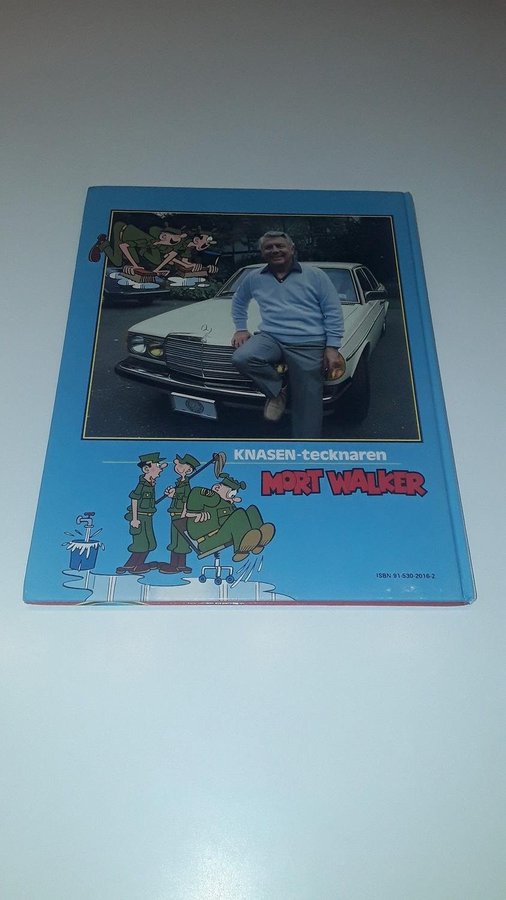 KNASEN-tecknaren
MORT WALKER
ISBN 91-530-2016-2